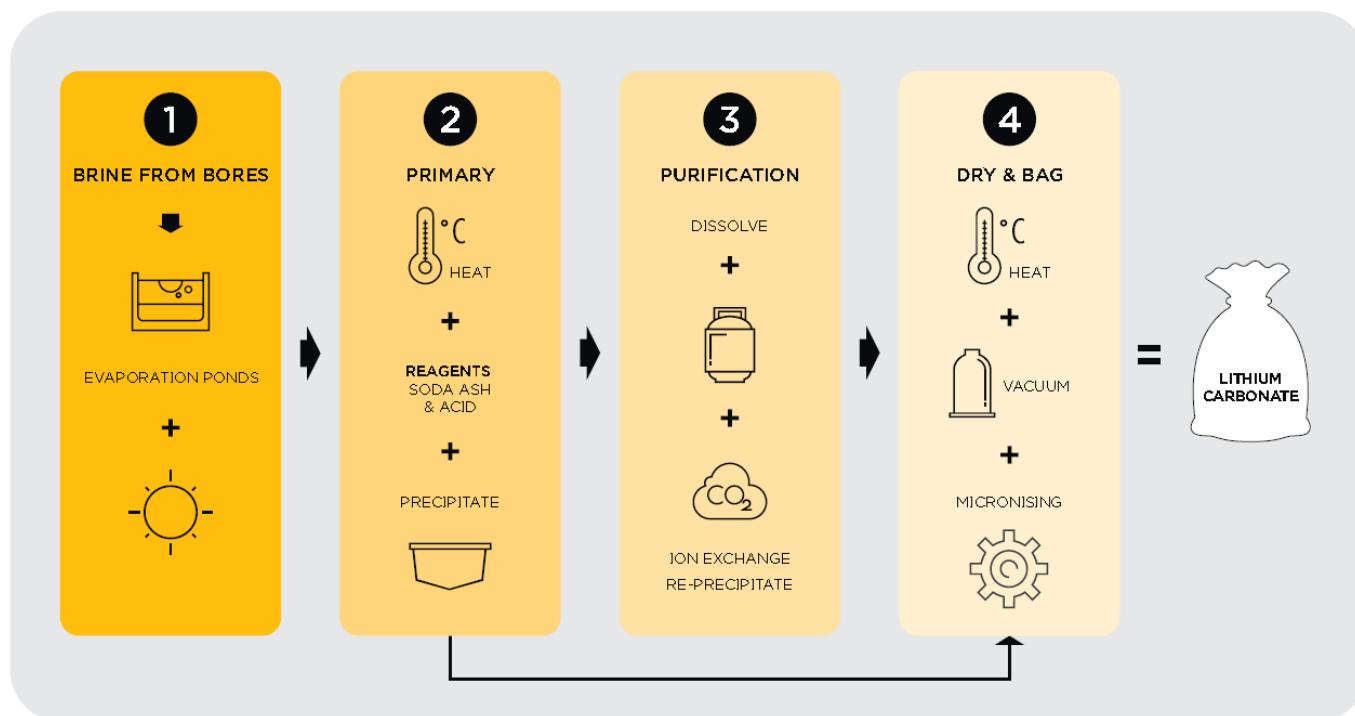 1
BRINE FROM BORES
EVAPORATION PONDS
+
2
PRIMARY
°C
HEAT
+
REAGENTS
SODA ASH
& ACID
+
PRECIPITATE
3
PURIFICATION
DISSOLVE
+
+
CO2
ION EXCHANGE
RE-PRECIPITATE
4
DRY & BAG
°C
HEAT
+
VACUUM
+
MICRONISING
=
LITHIUM
CARBONATE